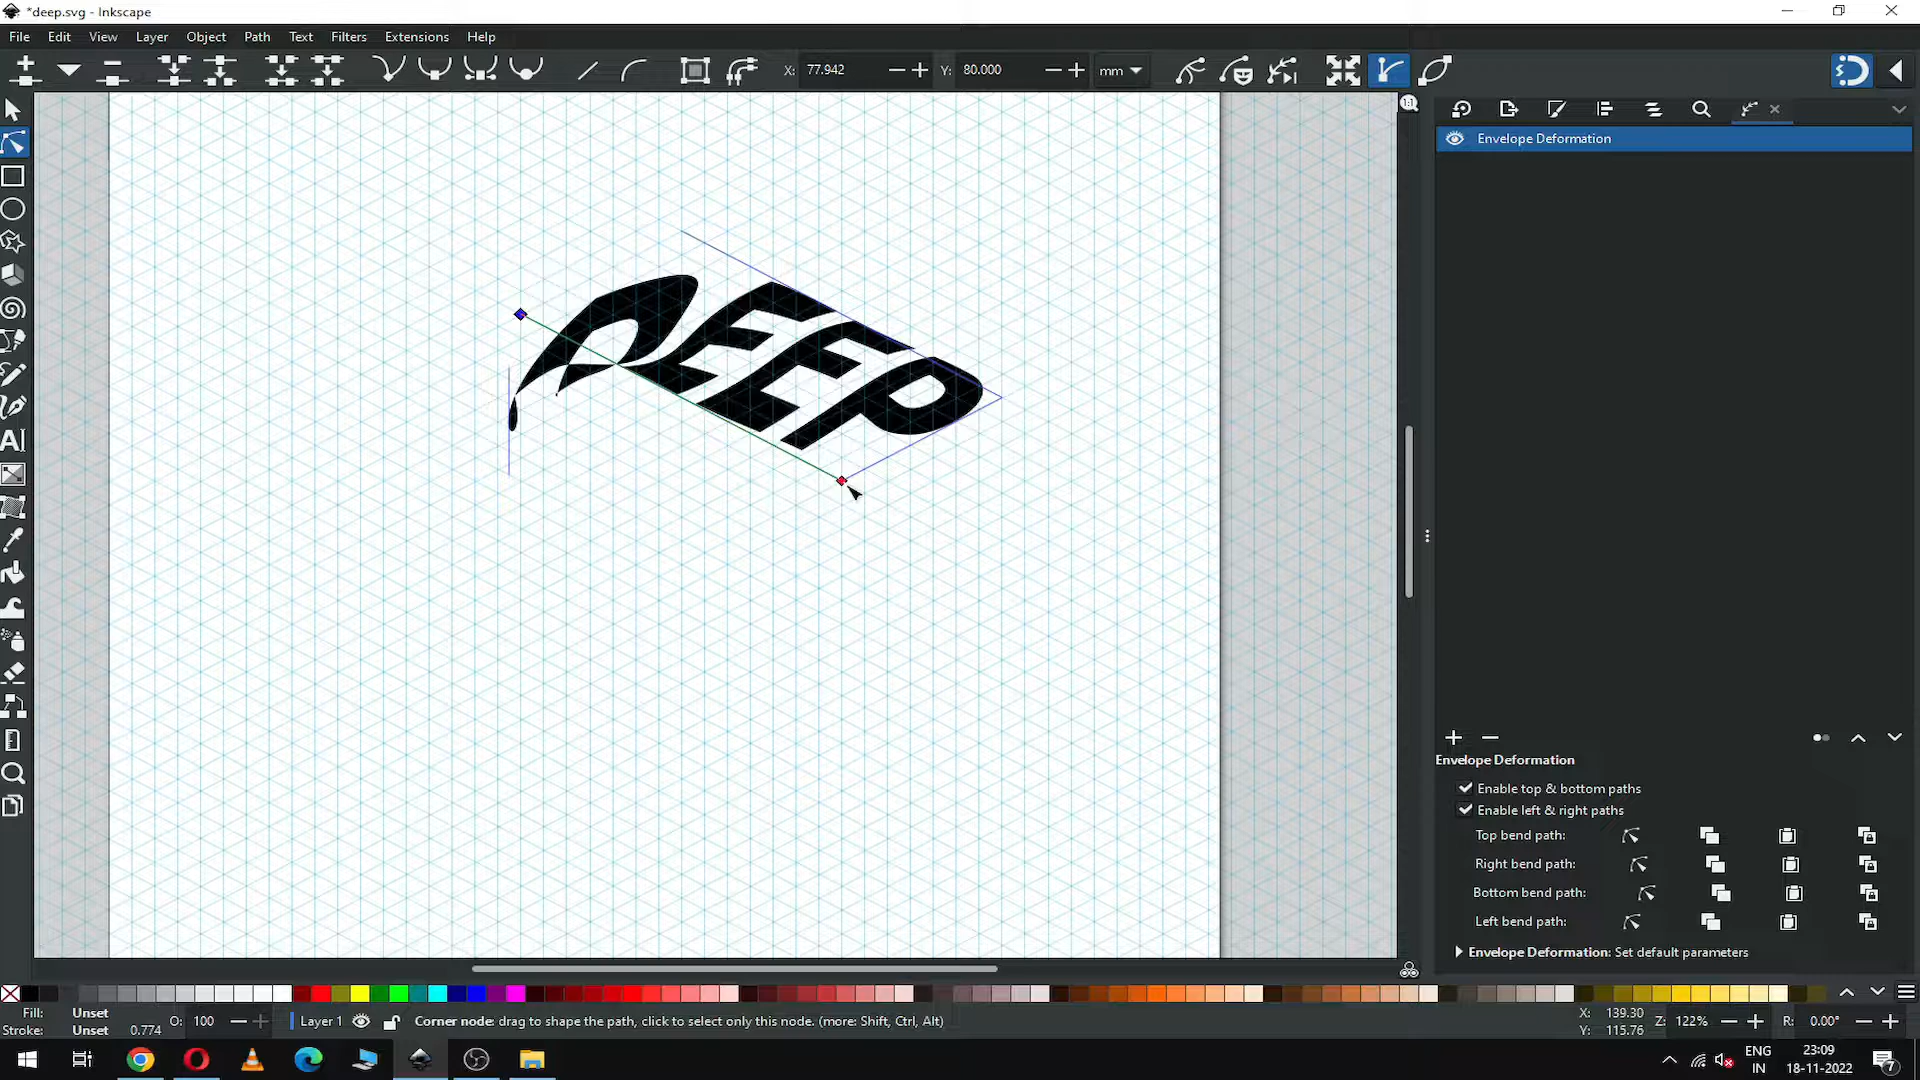 *deep.svg - Inkscape
File Edit View Layer Object Path Text Filters Extensions Help
X: 77.942 Y: 80.000 mm
1:1
Envelope Deformation
DEEP
Envelope Deformation
Enable top & bottom paths
Enable left & right paths
Top bend path:
Right bend path:
Bottom bend path:
Left bend path:
Envelope Deformation: Set default parameters
Fill: Unset
Stroke: Unset 0.774 O: 100 Layer 1 Corner node: drag to shape the path, click to select only this node. (more: Shift, Ctrl, Alt) X: 139.30 Y: 115.76 Z: 122% R: 0.00°
ENG
IN
23:09
18-11-2022
7